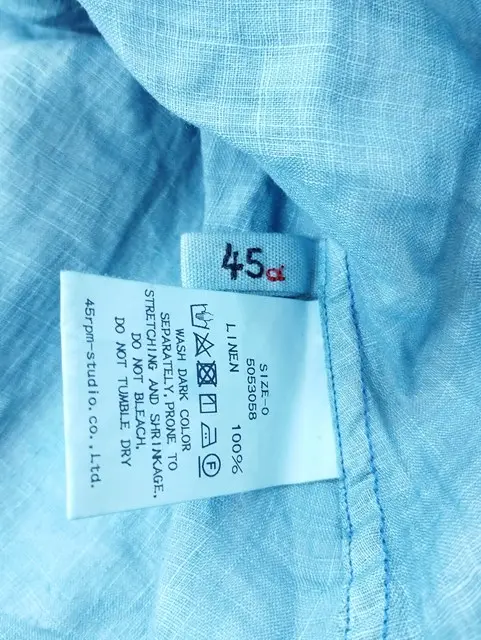 45a
SIZE-0
5053058
LINEN 100%
F
WASH DARK COLOR
SEPARATELY,PRONE TO
STRETCHING AND SHRINKAGE,
DO NOT BLEACH,
DO NOT TUMBLE DRY
45rpm-studio.co.,Ltd.